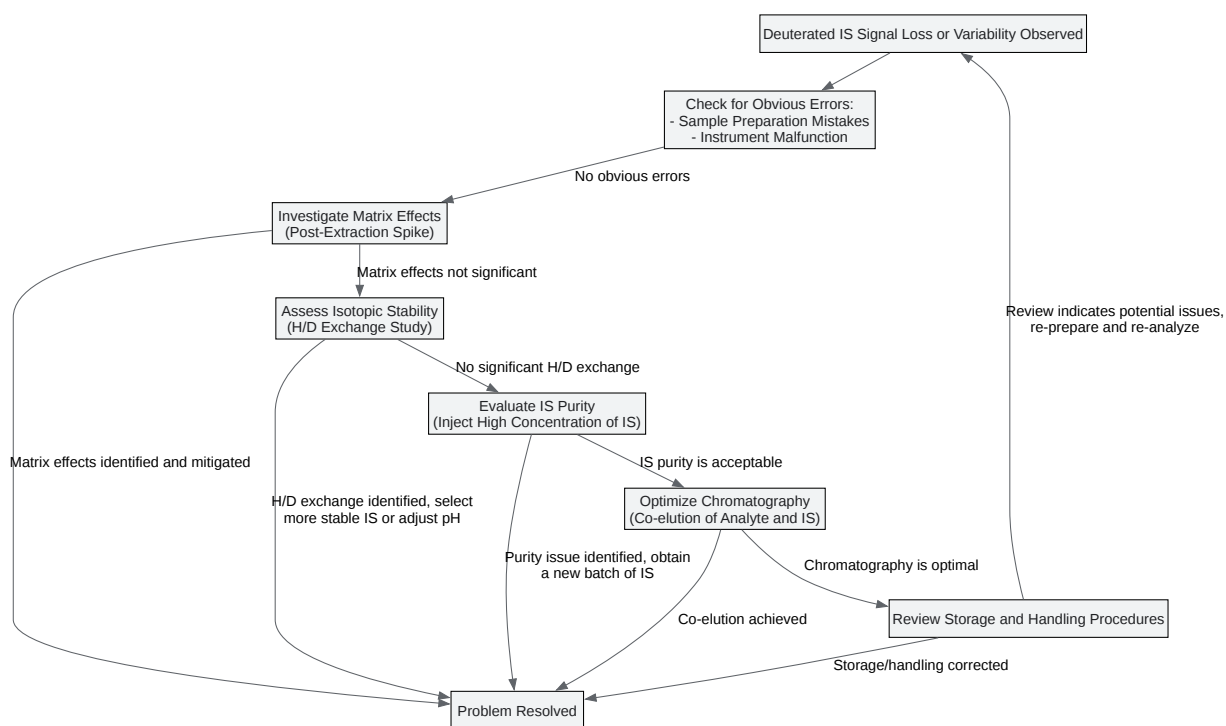 Deuterated IS Signal Loss or Variability Observed
Check for Obvious Errors:
- Sample Preparation Mistakes
- Instrument Malfunction
No obvious errors
Investigate Matrix Effects
(Post-Extraction Spike)
Matrix effects not significant
Assess Isotopic Stability
(H/D Exchange Study)
Review indicates potential issues,
re-prepare and re-analyze
No significant H/D exchange
Evaluate IS Purity
(Inject High Concentration of IS)
Matrix effects identified and mitigated
IS purity is acceptable
H/D exchange identified, select
more stable IS or adjust pH
Optimize Chromatography
(Co-elution of Analyte and IS)
Purity issue identified, obtain
a new batch of IS
Chromatography is optimal
Co-elution achieved
Review Storage and Handling Procedures
Storage/handling corrected
Problem Resolved